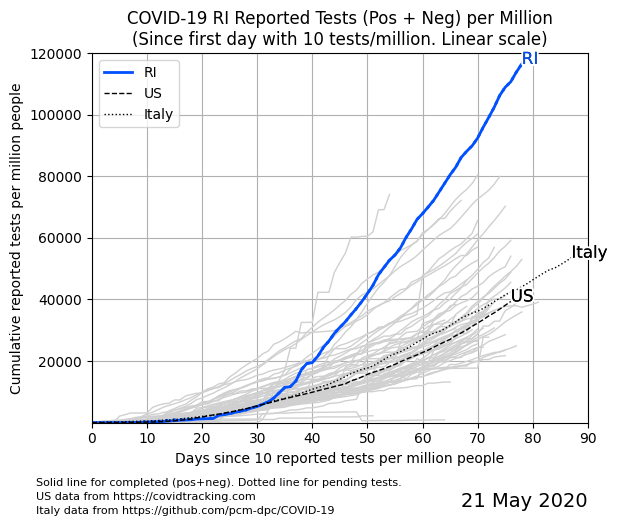 COVID-19 RI Reported Tests (Pos + Neg) per Million
(Since first day with 10 tests/million. Linear scale)
RI
US
Italy
RI
Italy
US
120000
100000
80000
60000
40000
20000
Cumulative reported tests per million people
0 10 20 30 40 50 60 70 80 90
Days since 10 reported tests per million people
Solid line for completed (pos+neg). Dotted line for pending tests.
US data from https://covidtracking.com
Italy data from https://github.com/pcm-dpc/COVID-19
21 May 2020